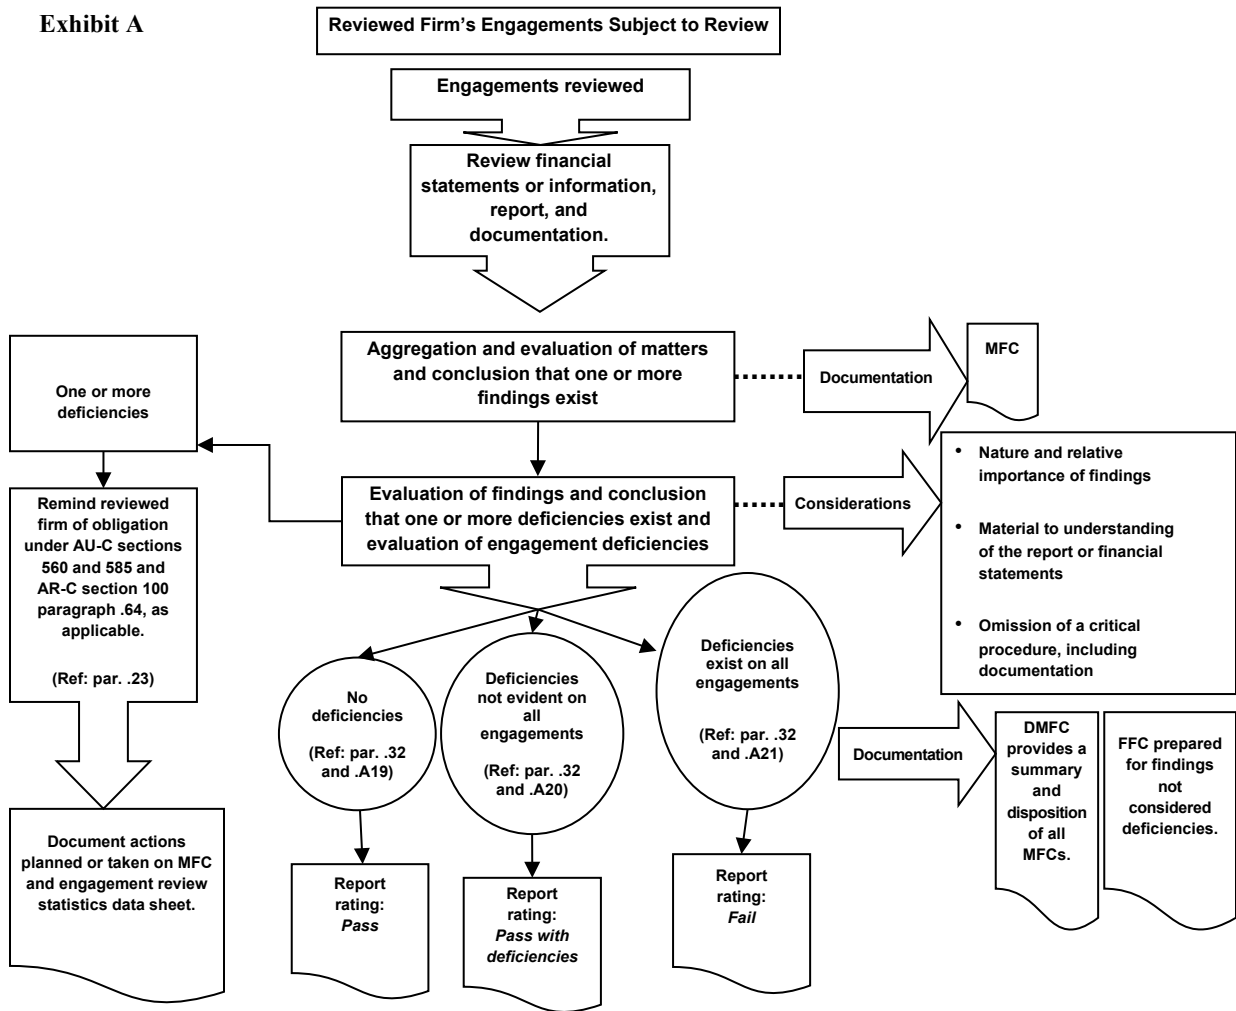 Exhibit A
Reviewed Firm's Engagements Subject to Review
Engagements reviewed
Review financial
statements or information,
report, and
documentation.
Aggregation and evaluation of matters
and conclusion that one or more
findings exist
Documentation
MFC
One or more
deficiencies
Evaluation of findings and conclusion
that one or more deficiencies exist and
evaluation of engagement deficiencies
Considerations
• Nature and relative
importance of findings
• Material to understanding
of the report or financial
statements
• Omission of a critical
procedure, including
documentation
Remind reviewed
firm of obligation
under AU-C sections
560 and 585 and
AR-C section 100
paragraph .64, as
applicable.
(Ref: par. .23)
No
deficiencies
(Ref: par. .32
and .A19)
Deficiencies
not evident on
all
engagements
(Ref: par. .32
and .A20)
Deficiencies
exist on all
engagements
(Ref: par. .32
and .A21)
Documentation
DMFC
provides a
summary
and
disposition
of all
MFCs.
FFC prepared
for findings
not
considered
deficiencies.
Document actions
planned or taken on MFC
and engagement review
statistics data sheet.
Report
rating:
Pass
Report
rating:
Pass with
deficiencies
Report
rating:
Fail